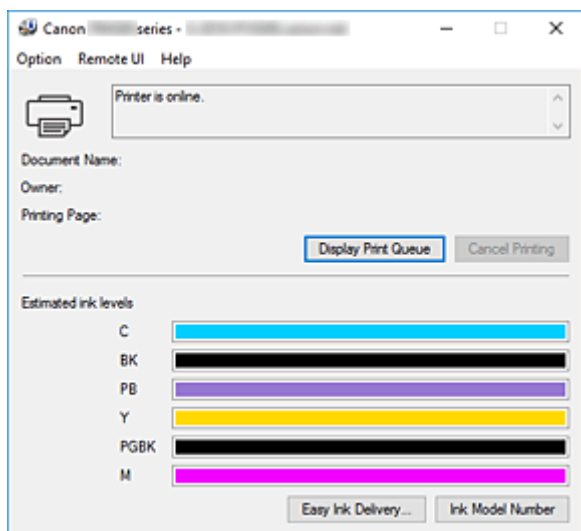 Canon series -
Option Remote UI Help
Printer is online.
Document Name:
Owner:
Printing Page:
Display Print Queue Cancel Printing
Estimated ink levels
C
BK
PB
Y
PGBK
M
Easy Ink Delivery... Ink Model Number